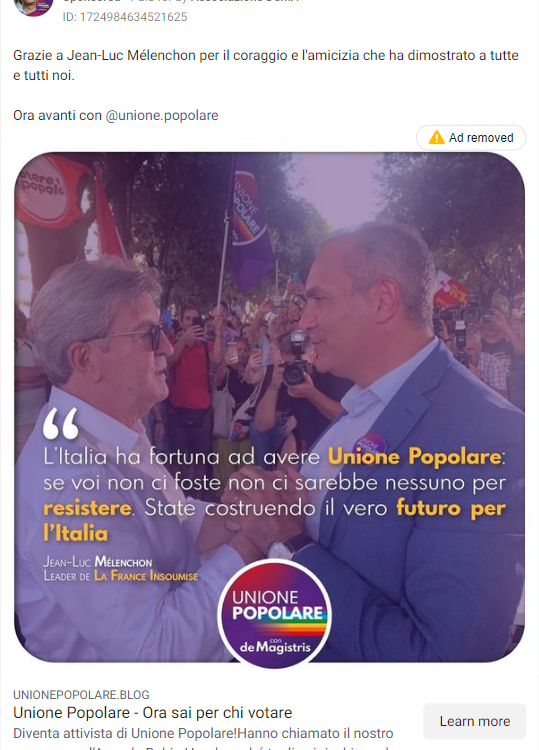 ID: 1724984634521625
Grazie a Jean-Luc Mélenchon per il coraggio e l'amicizia che ha dimostrato a tutte
e tutti noi.
Ora avanti con @unione.popolare
Ad removed
potere
popolo
UNIONE
POPOLARE
“
L'Italia ha fortuna ad avere Unione Popolare:
se voi non ci foste non ci sarebbe nessuno per
resistere. State costruendo il vero futuro per
l'Italia
Jean-Luc Mélenchon
Leader de La France Insoumise
UNIONE
POPOLARE
con
de Magistris
UNIONEPOPOLARE.BLOG
Unione Popolare - Ora sai per chi votare
Diventa attivista di Unione Popolare!Hanno chiamato il nostro
Learn more